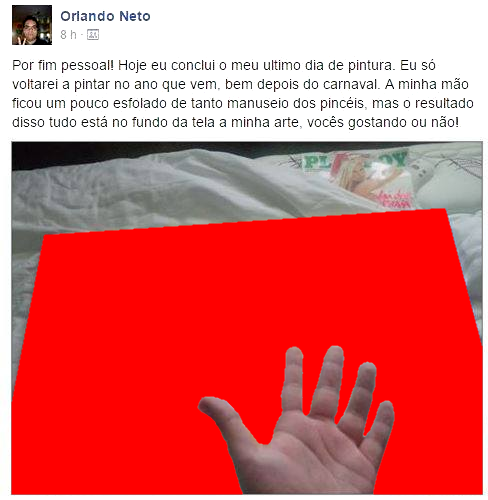 Orlando Neto
8 h
Por fim pessoal! Hoje eu conclui o meu ultimo dia de pintura. Eu só
voltarei a pintar no ano que vem, bem depois do carnaval. A minha mão
ficou um pouco esfolado de tanto manuseio dos pincéis, mas o resultado
disso tudo está no fundo da tela a minha arte, vocês gostando ou não!